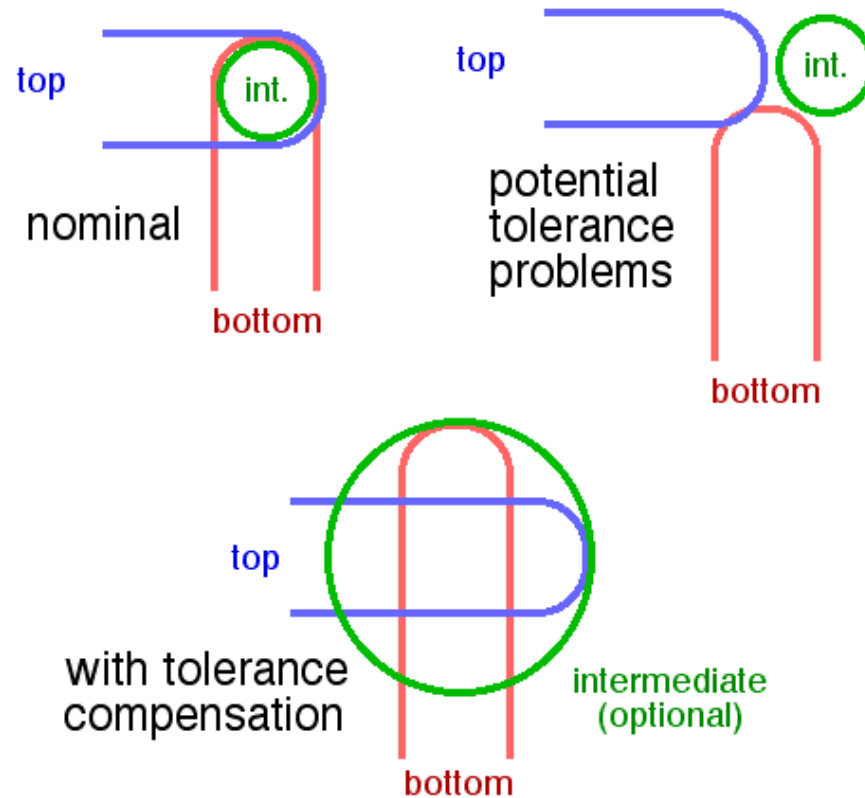 top
int.
nominal
bottom
top
int.
potential
tolerance
problems
bottom
top
with tolerance
compensation
intermediate
(optional)
bottom